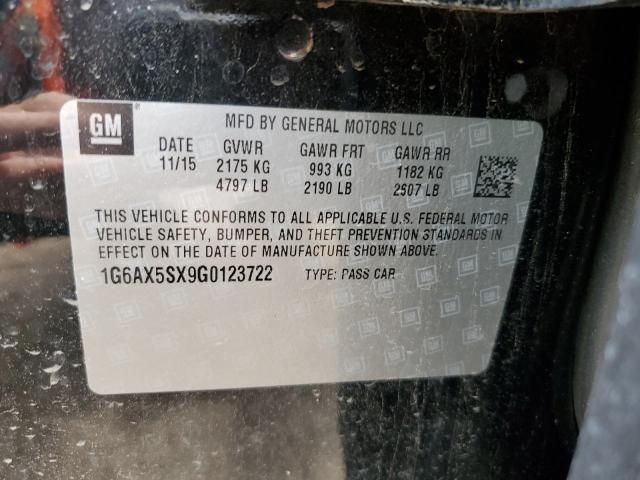 GM
MFD BY GENERAL MOTORS LLC
DATE GVWR GAWR FRT GAWR RR
11/15 2175 KG 993 KG 1182 KG
4797 LB 2190 LB 2607 LB
THIS VEHICLE CONFORMS TO ALL APPLICABLE U.S. FEDERAL MOTOR
VEHICLE SAFETY, BUMPER, AND THEFT PREVENTION STANDARDS IN
EFFECT ON THE DATE OF MANUFACTURE SHOWN ABOVE.
1G6AX5SX9G0123722 TYPE: PASS CAR